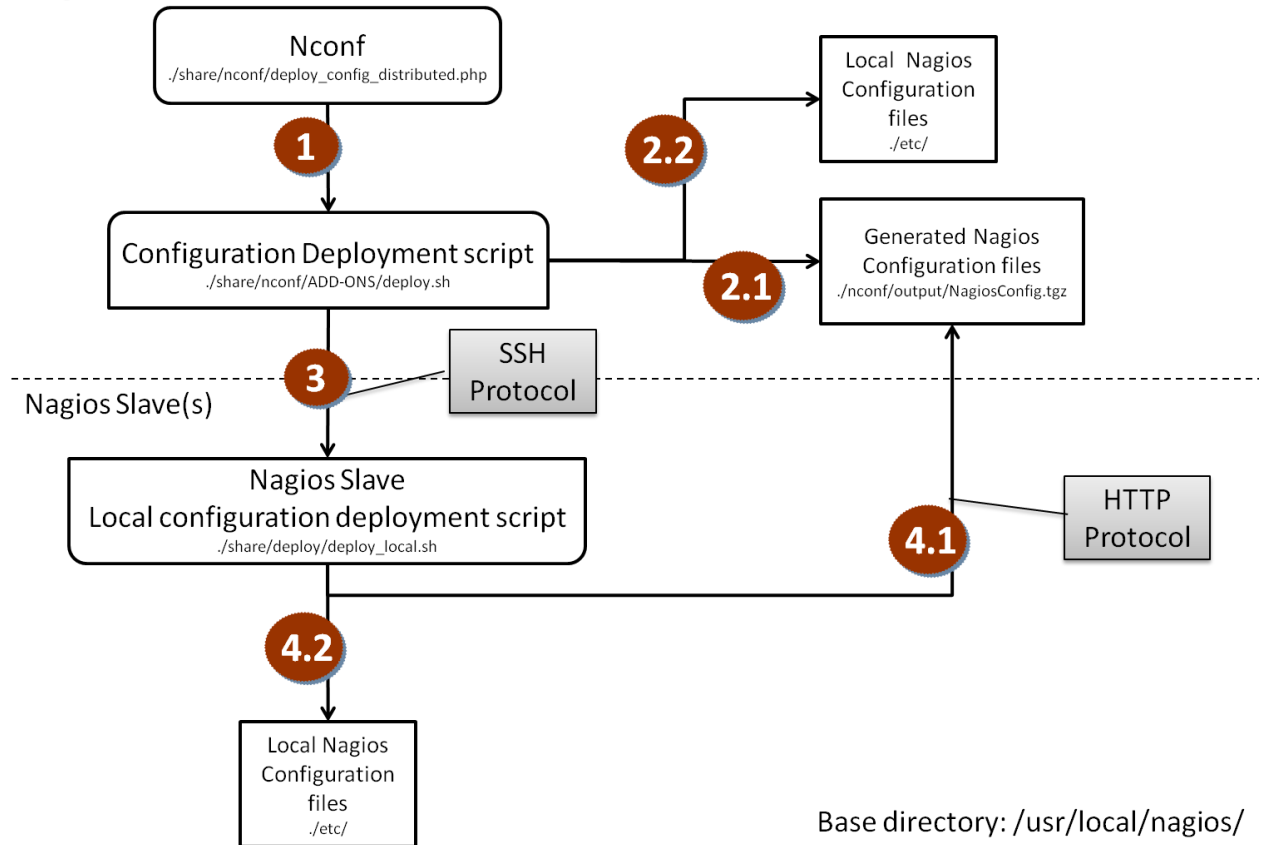 Nconf
./share/nconf/deploy_config_distributed.php
1
Local Nagios
Configuration
files
./etc/
2.2
Configuration Deployment script
./share/nconf/ADD-ONS/deploy.sh
2.1
Generated Nagios
Configuration files
./nconf/output/NagiosConfig.tgz
3
SSH
Protocol
Nagios Slave(s)
Nagios Slave
Local configuration deployment script
./share/deploy/deploy_local.sh
HTTP
Protocol
4.1
4.2
Local Nagios
Configuration
files
./etc/
Base directory: /usr/local/nagios/